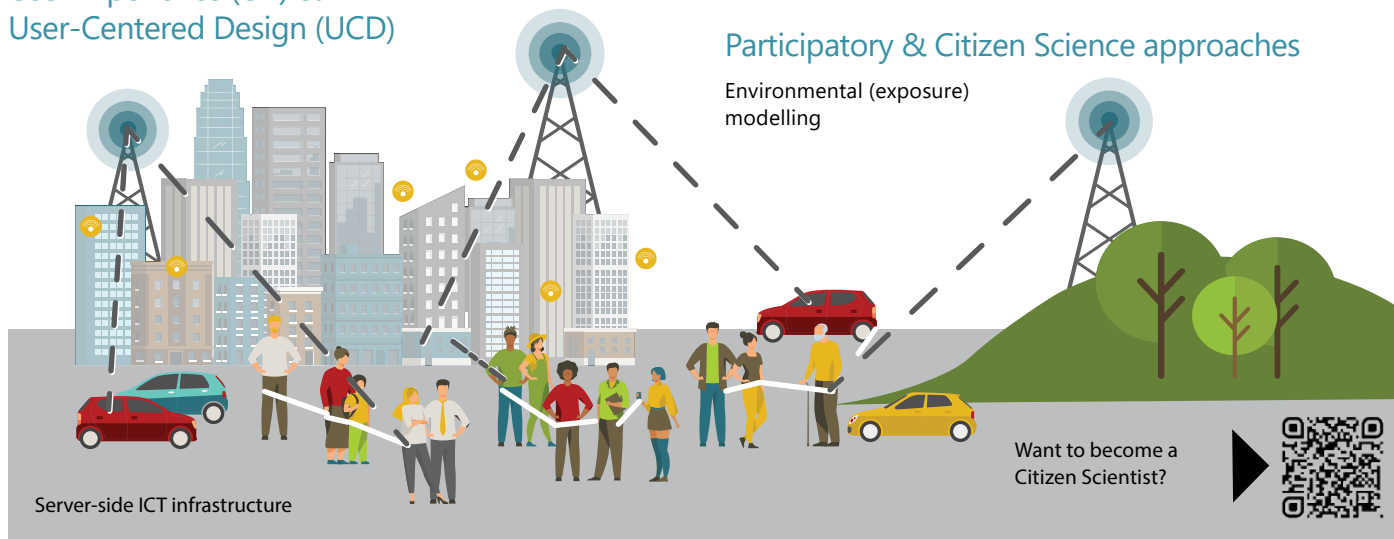 User-Centered Design (UCD)
Participatory & Citizen Science approaches
Environmental (exposure)
modelling
Want to become a
Citizen Scientist?
Server-side ICT infrastructure